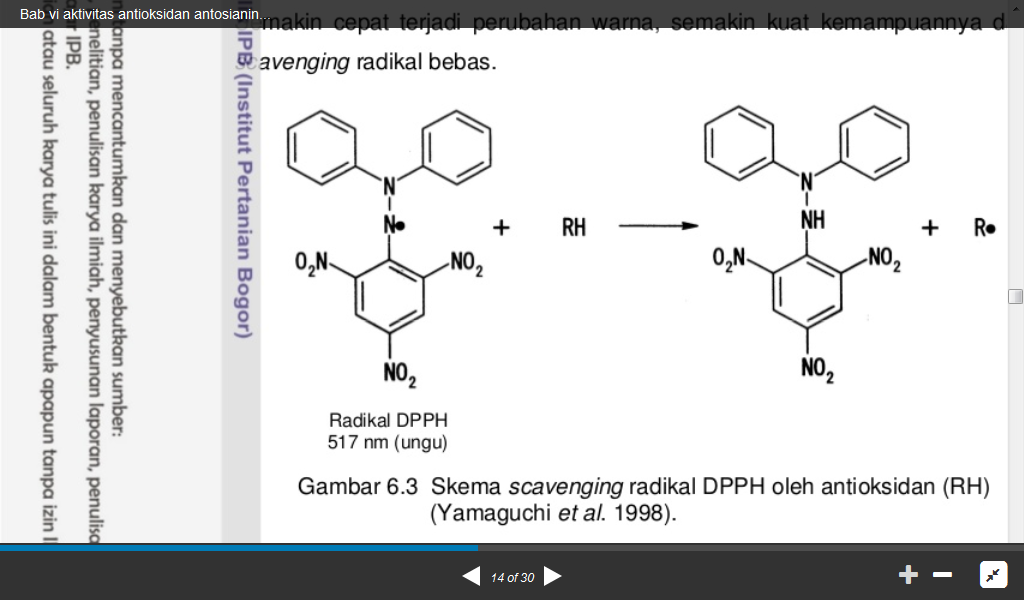 Bab vi aktivitas antioksidan antosianin...
makin cepat terjadi perubahan warna, semakin kuat kemampuannya d
avenging radikal bebas.
N
N•
O2N
NO2
NO2
+
RH
N
NH
O2N
NO2
NO2
+
R•
Radikal DPPH
517 nm (ungu)
Gambar 6.3 Skema scavenging radikal DPPH oleh antioksidan (RH)
(Yamaguchi et al. 1998).
IPB (Institut Pertanian Bogor)
tanpa mencantumkan dan menyebutkan sumber:
enelitian, penulisan karya ilmiah, penyusunan laporan, penulisa
IPB.
atau seluruh karya tulis ini dalam bentuk apapun tanpa izin I
14 of 30